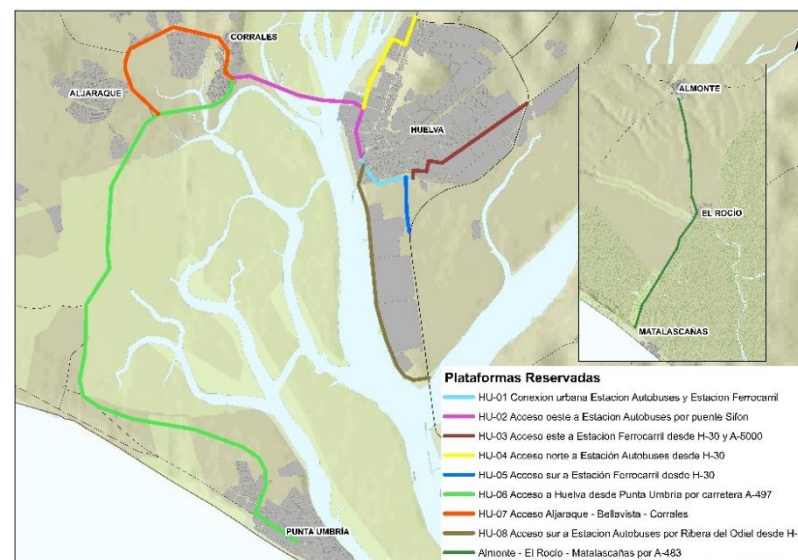 CORRALES
ALJARAQUE
HUELVA
ALMONTE
EL ROCÍO
MATALASCAÑAS
PUNTA UMBRÍA
Plataformas Reservadas
HU-01 Conexion urbana Estacion Autobuses y Estacion Ferrocarril
HU-02 Acceso oeste a Estacion Autobuses por puente Sifon
HU-03 Acceso este a Estacion Ferrocarril desde H-30 y A-5000
HU-04 Acceso norte a Estación Autobuses desde H-30
HU-05 Acceso sur a Estación Ferrocarril desde H-30
HU-06 Acceso a Huelva desde Punta Umbria por carretera A-497
HU-07 Acceso Aljaraque - Bellavista - Corrales
HU-08 Acceso sur a Estacion Autobuses por Ribera del Odiel desde H-
Almonte - El Rocío - Matalascañas por A-483